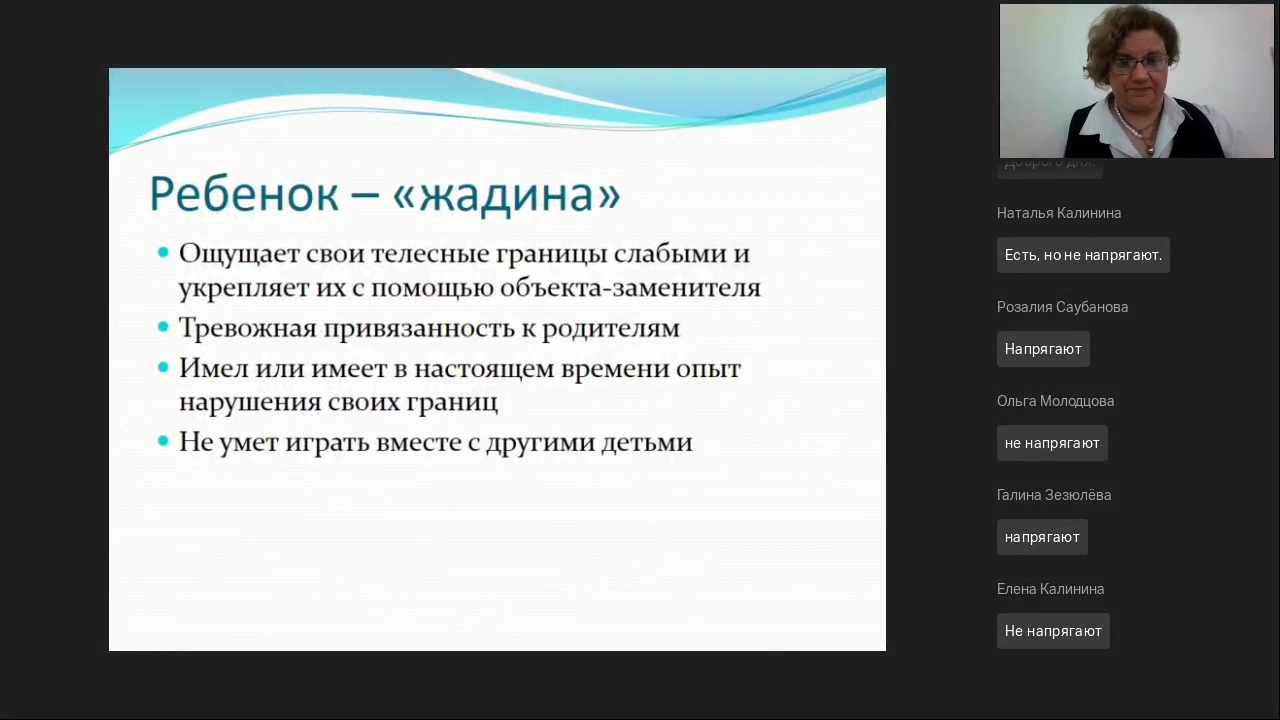 Ребенок – «жадина»
Ощущает свои телесные границы слабыми и
укрепляет их с помощью объекта-заменителя
Тревожная привязанность к родителям
Имел или имеет в настоящем времени опыт
нарушения своих границ
Не умет играть вместе с другими детьми
Доброго дня.
Наталья Калинина
Есть, но не напрягают.
Розалия Саубанова
Напрягают
Ольга Молодцова
не напрягают
Галина Зезюлёва
напрягают
Елена Калинина
Не напрягают